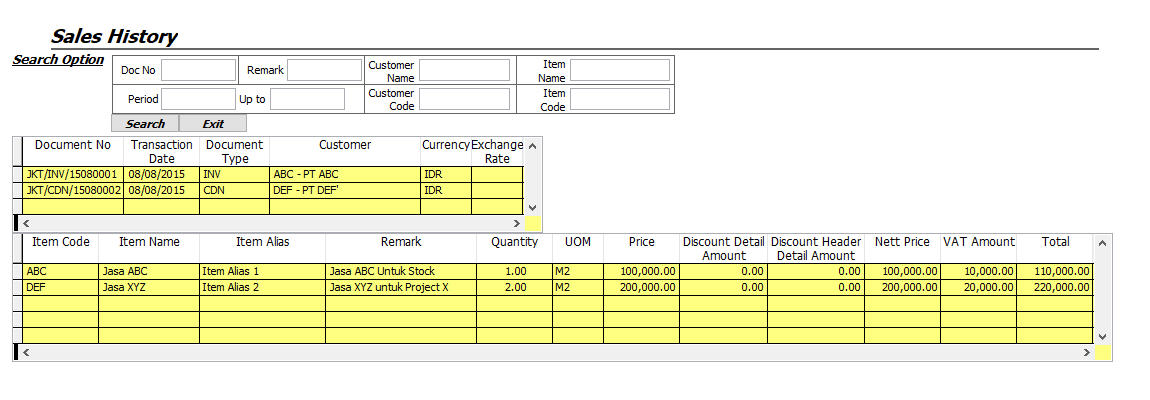 Sales History
Search Option
Doc No Remark Customer Name Item Name
Period Up to Customer Code Item Code
Search Exit
Document No Transaction Date Document Type Customer Currency Exchange Rate
JKT/INV/15080001 08/08/2015 INV ABC - PT ABC IDR
JKT/CDN/15080002 08/08/2015 CDN DEF - PT DEF' IDR
Item Code Item Name Item Alias Remark Quantity UOM Price Discount Detail Amount Discount Header Detail Amount Nett Price VAT Amount Total
ABC Jasa ABC Item Alias 1 Jasa ABC Untuk Stock 1.00 M2 100,000.00 0.00 0.00 100,000.00 10,000.00 110,000.00
DEF Jasa XYZ Item Alias 2 Jasa XYZ untuk Project X 2.00 M2 200,000.00 0.00 0.00 200,000.00 20,000.00 220,000.00